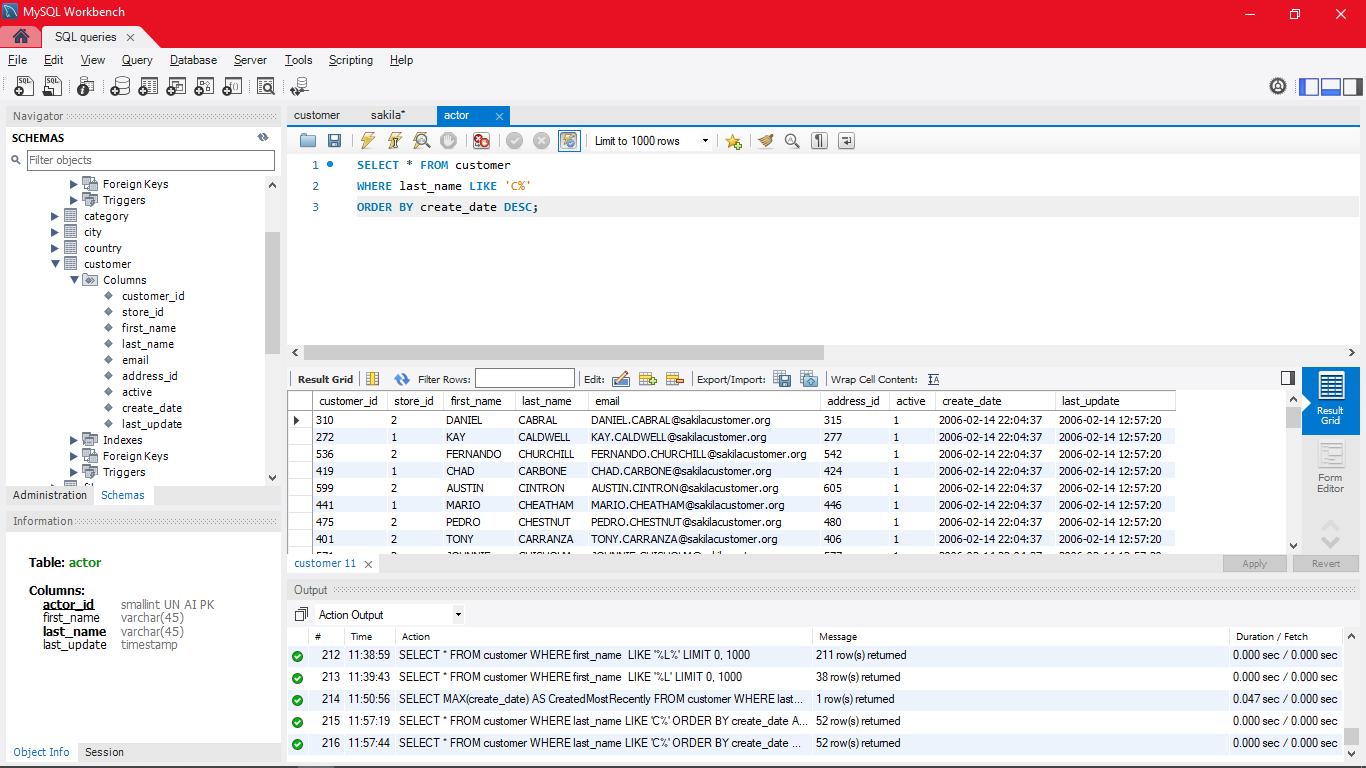 MySQL Workbench
SQL queries
File Edit View Query Database Server Tools Scripting Help
Navigator
SCHEMAS
Filter objects
Foreign Keys
Triggers
category
city
country
customer
Columns
customer_id
store_id
first_name
last_name
email
address_id
active
create_date
last_update
Indexes
Foreign Keys
Triggers
Administration Schemas
Information
Table: actor
Columns:
actor_id smallint UN AI PK
first_name varchar(45)
last_name varchar(45)
last_update timestamp
Object Info Session
customer sakila* actor
Limit to 1000 rows
1 SELECT * FROM customer
2 WHERE last_name LIKE 'C%'
3 ORDER BY create_date DESC;
Result Grid Filter Rows: Edit: Export/Import: Wrap Cell Content:
customer_id store_id first_name last_name email address_id active create_date last_update
310 2 DANIEL CABRAL DANIEL.CABRAL@sakilacustomer.org 315 1 2006-02-14 22:04:37 2006-02-14 12:57:20
272 1 KAY CALDWELL KAY.CALDWELL@sakilacustomer.org 277 1 2006-02-14 22:04:37 2006-02-14 12:57:20
536 2 FERNANDO CHURCHILL FERNANDO.CHURCHILL@sakilacustomer.org 542 1 2006-02-14 22:04:37 2006-02-14 12:57:20
419 1 CHAD CARBONE CHAD.CARBONE@sakilacustomer.org 424 1 2006-02-14 22:04:37 2006-02-14 12:57:20
599 2 AUSTIN CINTRON AUSTIN.CINTRON@sakilacustomer.org 605 1 2006-02-14 22:04:37 2006-02-14 12:57:20
441 1 MARIO CHEATHAM MARIO.CHEATHAM@sakilacustomer.org 446 1 2006-02-14 22:04:37 2006-02-14 12:57:20
475 2 PEDRO CHESTNUT PEDRO.CHESTNUT@sakilacustomer.org 480 1 2006-02-14 22:04:37 2006-02-14 12:57:20
401 2 TONY CARRANZA TONY.CARRANZA@sakilacustomer.org 406 1 2006-02-14 22:04:37 2006-02-14 12:57:20
Result Grid
Form Editor
customer 11
Apply Revert
Output
Action Output
# Time Action Message Duration / Fetch
212 11:38:59 SELECT * FROM customer WHERE first_name LIKE '%L%' LIMIT 0, 1000 211 row(s) returned 0.000 sec / 0.000 sec
213 11:39:43 SELECT * FROM customer WHERE first_name LIKE '%L' LIMIT 0, 1000 38 row(s) returned 0.000 sec / 0.000 sec
214 11:50:56 SELECT MAX(create_date) AS CreatedMostRecently FROM customer WHERE last... 1 row(s) returned 0.047 sec / 0.000 sec
215 11:57:19 SELECT * FROM customer WHERE last_name LIKE 'C%' ORDER BY create_date A... 52 row(s) returned 0.000 sec / 0.000 sec
216 11:57:44 SELECT * FROM customer WHERE last_name LIKE 'C%' ORDER BY create_date ... 52 row(s) returned 0.000 sec / 0.000 sec